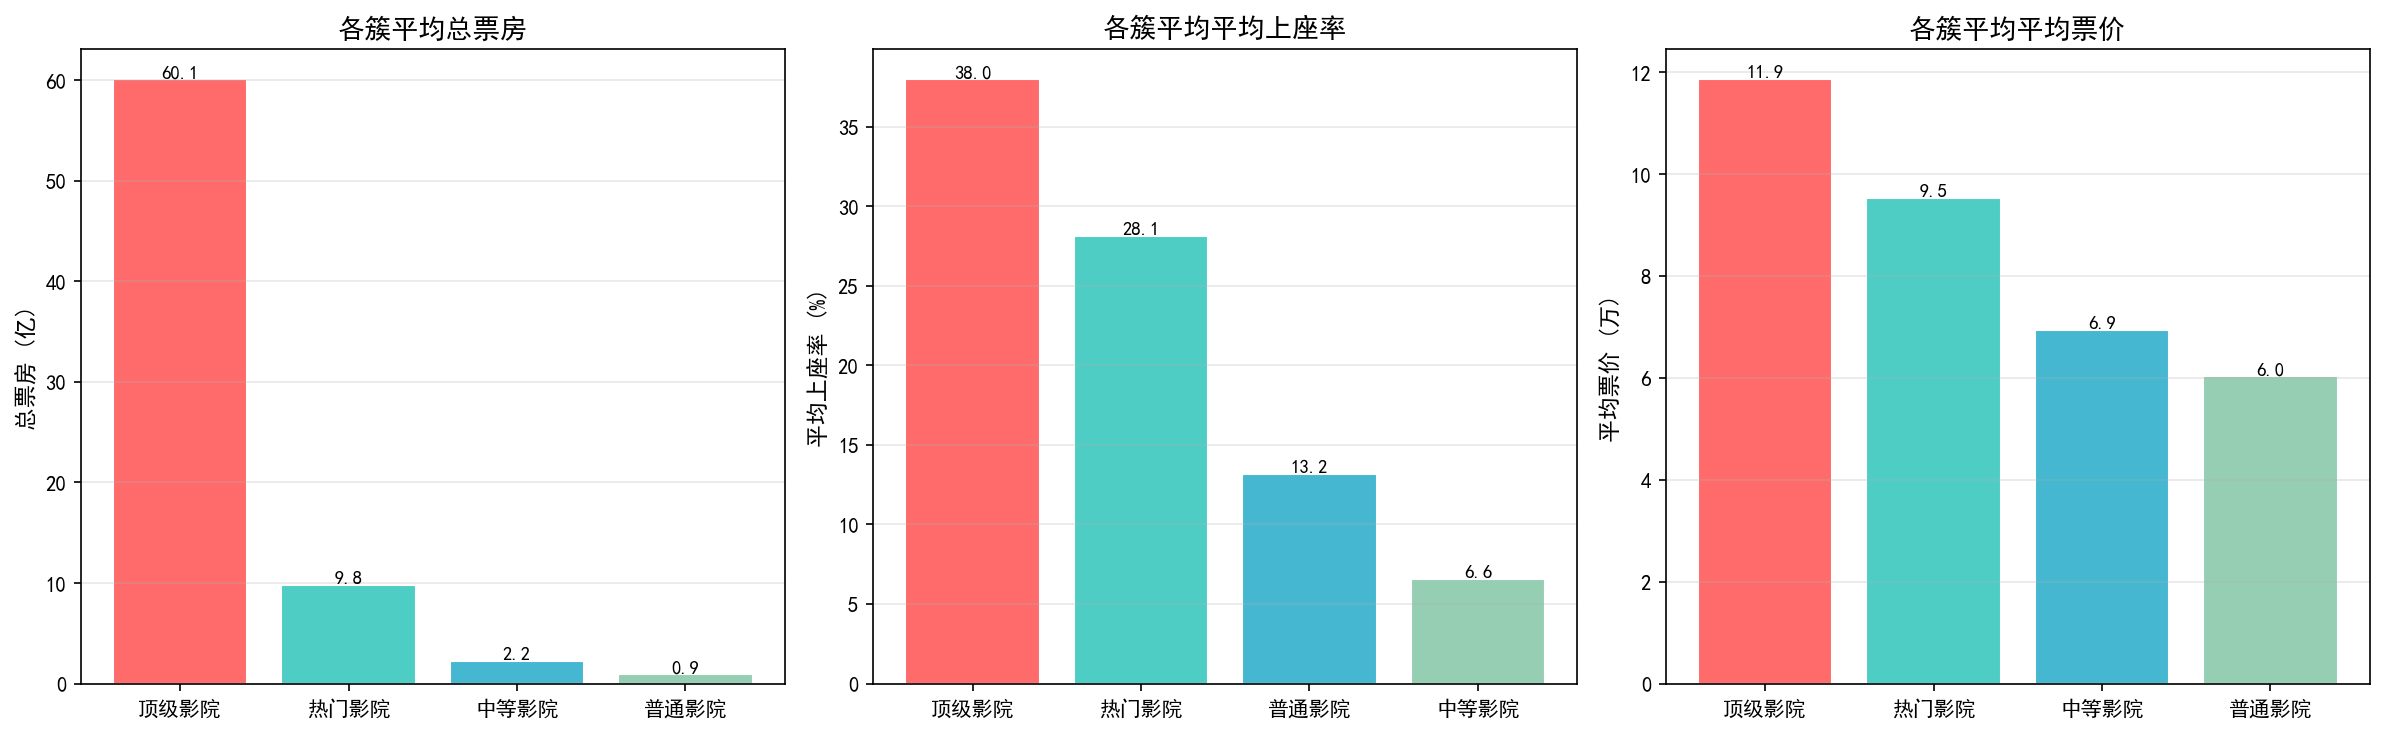 各簇平均总票房
总票房 (亿)
60
50
40
30
20
10
0
60.1
9.8
2.2
0.9
顶级影院
热门影院
中等影院
普通影院
各簇平均平均上座率
平均上座率 (%)
35
30
25
20
15
10
5
0
38.0
28.1
13.2
6.6
顶级影院
热门影院
普通影院
中等影院
各簇平均平均票价
平均票价 (万)
12
10
8
6
4
2
0
11.9
9.5
6.9
6.0
顶级影院
热门影院
中等影院
普通影院